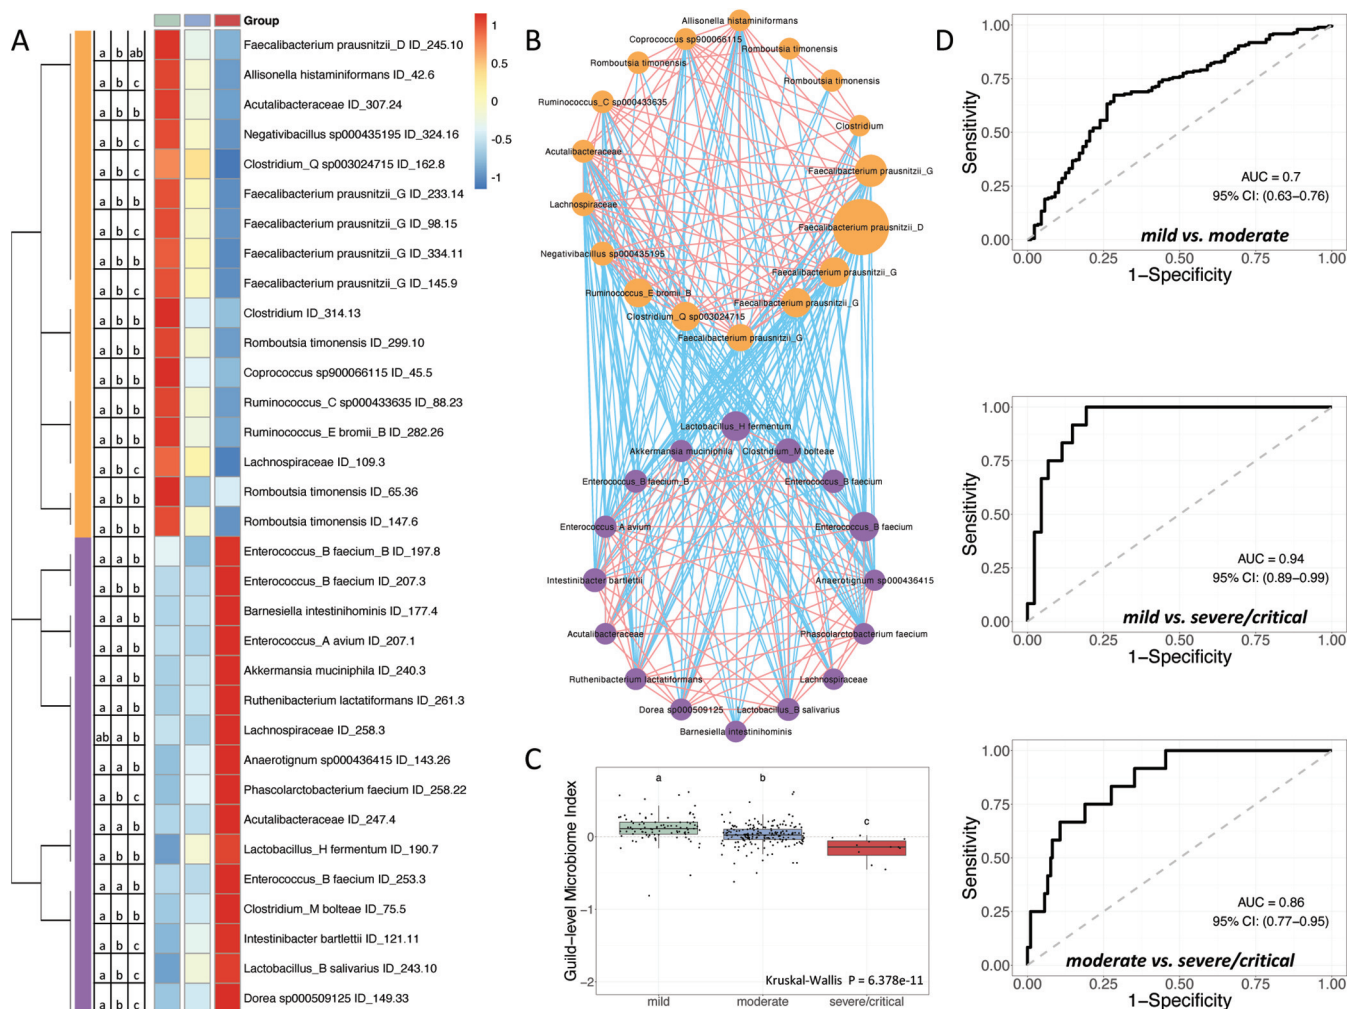 A
Group
a b ab Faecalibacterium prausnitzii_D ID_245.10
a b c Allisonella histaminiformans ID_42.6
a b b Acutalibacteraceae ID_307.24
a b c Negativibacillus sp000435195 ID_324.16
a b c Clostridium_Q sp003024715 ID_162.8
a b b Faecalibacterium prausnitzii_G ID_233.14
a b c Faecalibacterium prausnitzii_G ID_98.15
a b b Faecalibacterium prausnitzii_G ID_334.11
a b c Faecalibacterium prausnitzii_G ID_145.9
a b b Clostridium ID_314.13
a b b Romboutsia timonensis ID_299.10
a b b Coprococcus sp900066115 ID_45.5
a b b Ruminococcus_C sp000433635 ID_88.23
a b b Ruminococcus_E bromii_B ID_282.26
a b c Lachnospiraceae ID_109.3
a b b Romboutsia timonensis ID_65.36
a b b Romboutsia timonensis ID_147.6
a a b Enterococcus_B faecium_B ID_197.8
a a b Enterococcus_B faecium ID_207.3
a a b Barnesiella intestinihominis ID_177.4
a a b Enterococcus_A avium ID_207.1
a a b Akkermansia muciniphila ID_240.3
a a b Ruthenibacterium lactatiformans ID_261.3
ab a b Lachnospiraceae ID_258.3
a a b Anaerotignum sp000436415 ID_143.26
a b c Phascolarctobacterium faecium ID_258.22
a a b Acutalibacteraceae ID_247.4
a b b Lactobacillus_H fermentum ID_190.7
a a b Enterococcus_B faecium ID_253.3
a b b Clostridium_M bolteae ID_75.5
a b c Intestinibacter bartlettii ID_121.11
a b c Lactobacillus_B salivarius ID_243.10
a b c Dorea sp000509125 ID_149.33
1
0.5
0
-0.5
-1
B
Allisonella histaminiformans
Coprococcus sp900066115
Romboutsia timonensis
Romboutsia timonensis
Romboutsia timonensis
Ruminococcus_C sp000433635
Clostridium
Acutalibacteraceae
Faecalibacterium prausnitzii_G
Lachnospiraceae
Faecalibacterium prausnitzii_D
Negativibacillus sp000435195
Faecalibacterium prausnitzii_G
Ruminococcus_E bromii_B
Faecalibacterium prausnitzii_G
Clostridium_Q sp003024715
Faecalibacterium prausnitzii_G
Lactobacillus_H fermentum
Akkermansia muciniphila
Clostridium_M bolteae
Enterococcus_B faecium_B
Enterococcus_B faecium
Enterococcus_A avium
Enterococcus_B faecium
Intestinibacter bartlettii
Anaerotignum sp000436415
Acutalibacteraceae
Phascolarctobacterium faecium
Ruthenibacterium lactatiformans
Lachnospiraceae
Dorea sp000509125
Lactobacillus_B salivarius
Barnesiella intestinihominis
C
Guild-level Microbiome Index
a
b
c
0
−1
−2
Kruskal-Wallis P = 6.378e-11
mild moderate severe/critical
D
Sensitivity
1.00
0.75
0.50
0.25
0.00
AUC = 0.7
95% CI: (0.63−0.76)
mild vs. moderate
0.00 0.25 0.50 0.75 1.00
1−Specificity
Sensitivity
1.00
0.75
0.50
0.25
0.00
AUC = 0.94
95% CI: (0.89−0.99)
mild vs. severe/critical
0.00 0.25 0.50 0.75 1.00
1−Specificity
Sensitivity
1.00
0.75
0.50
0.25
0.00
AUC = 0.86
95% CI: (0.77−0.95)
moderate vs. severe/critical
0.00 0.25 0.50 0.75 1.00
1−Specificity